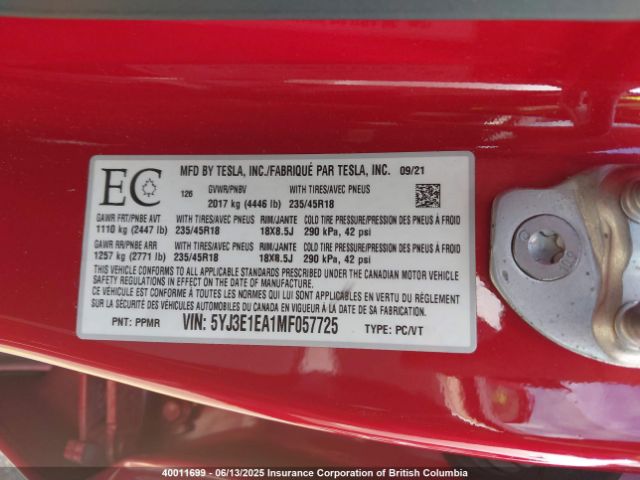 EC
MFD BY TESLA, INC./FABRIQUÉ PAR TESLA, INC. 09/21
126
GVWR/PNBV WITH TIRES/AVEC PNEUS
2017 kg (4446 lb) 235/45R18
GAWR FRT/PNBE AVT WITH TIRES/AVEC PNEUS RIM/JANTE COLD TIRE PRESSURE/PRESSION DES PNEUS À FROID
1110 kg (2447 lb) 235/45R18 18X8.5J 290 kPa, 42 psi
GAWR RR/PNBE ARR WITH TIRES/AVEC PNEUS RIM/JANTE COLD TIRE PRESSURE/PRESSION DES PNEUS À FROID
1257 kg (2771 lb) 235/45R18 18X8.5J 290 kPa, 42 psi
THIS VEHICLE CONFORMS TO ALL APPLICABLE STANDARDS PRESCRIBED UNDER THE CANADIAN MOTOR VEHICLE
SAFETY REGULATIONS IN EFFECT ON THE DATE OF MANUFACTURE
CE VÉHICULE EST CONFORME À TOUTES LES NORMES QUI LUI SONT APPLICABLES EN VERTU DU RÈGLEMENT
SUR LA SÉCURITÉ DES VÉHICULES AUTOMOBILES DU CANADA EN VIGUEUR À LA DATE DE SA FABRICATION
PNT: PPMR VIN: 5YJ3E1EA1MF057725 TYPE: PC/VT
40011699 - 06/13/2025 Insurance Corporation of British Columbia